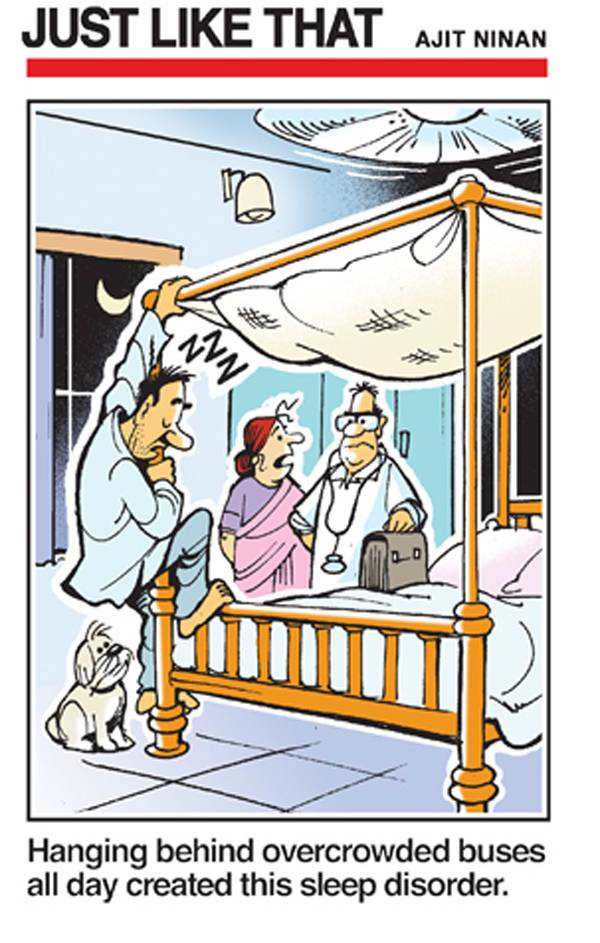 JUST LIKE THAT AJIT NINAN
ZZZ
Hanging behind overcrowded buses
all day created this sleep disorder.